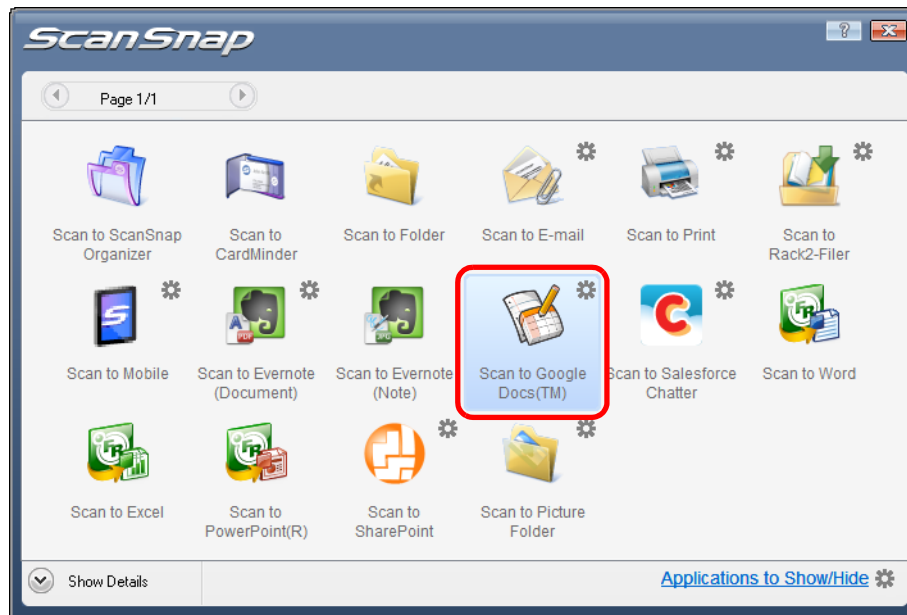 ScanSnap
Page 1/1
Scan to ScanSnap
Organizer
Scan to
CardMinder
Scan to Folder
Scan to E-mail
Scan to Print
Scan to
Rack2-Filer
Scan to Mobile
Scan to Evernote
(Document)
Scan to Evernote
(Note)
Scan to Google
Docs(TM)
Scan to Salesforce
Chatter
Scan to Word
Scan to Excel
Scan to
PowerPoint(R)
Scan to
SharePoint
Scan to Picture
Folder
Show Details
Applications to Show/Hide